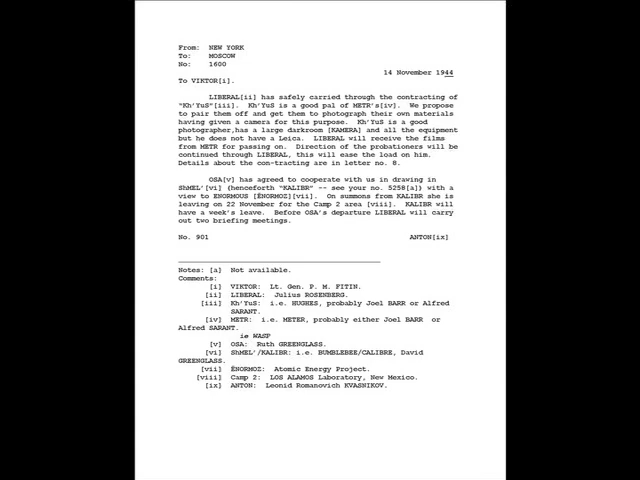 From: NEW YORK
To: MOSCOW
No: 1600
14 November 1944
To VIKTOR[i].
LIBERAL[ii] has safely carried through the contracting of
"Kh'YuS"[iii]. Kh'YuS is a good pal of METR's[iv]. We propose
to pair them off and get them to photograph their own materials
having given a camera for this purpose. Kh'YuS is a good
photographer,has a large darkroom [KAMERA] and all the equipment
but he does not have a Leica. LIBERAL will receive the films
from METR for passing on. Direction of the probationers will be
continued through LIBERAL, this will ease the load on him.
Details about the con-tracting are in letter no. 8.
OSA[v] has agreed to cooperate with us in drawing in
ShMEL'[vi] (henceforth "KALIBR" -- see your no. 5258[a]) with a
view to ENORMOUS [ÈNORMOZ][vii]. On summons from KALIBR she is
leaving on 22 November for the Camp 2 area [viii]. KALIBR will
have a week's leave. Before OSA's departure LIBERAL will carry
out two briefing meetings.
No. 901 ANTON[ix]
Notes: [a] Not available.
Comments:
[i] VIKTOR: Lt. Gen. P. M. FITIN.
[ii] LIBERAL: Julius ROSENBERG.
[iii] Kh'YuS: i.e. HUGHES, probably Joel BARR or Alfred
SARANT.
[iv] METR: i.e. METER, probably either Joel BARR or
Alfred SARANT.
ie WASP
[v] OSA: Ruth GREENGLASS.
[vi] ShMEL'/KALIBR: i.e. BUMBLEBEE/CALIBRE, David
GREENGLASS.
[vii] ÈNORMOZ: Atomic Energy Project.
[viii] Camp 2: LOS ALAMOS Laboratory, New Mexico.
[ix] ANTON: Leonid Romanovich KVASNIKOV.